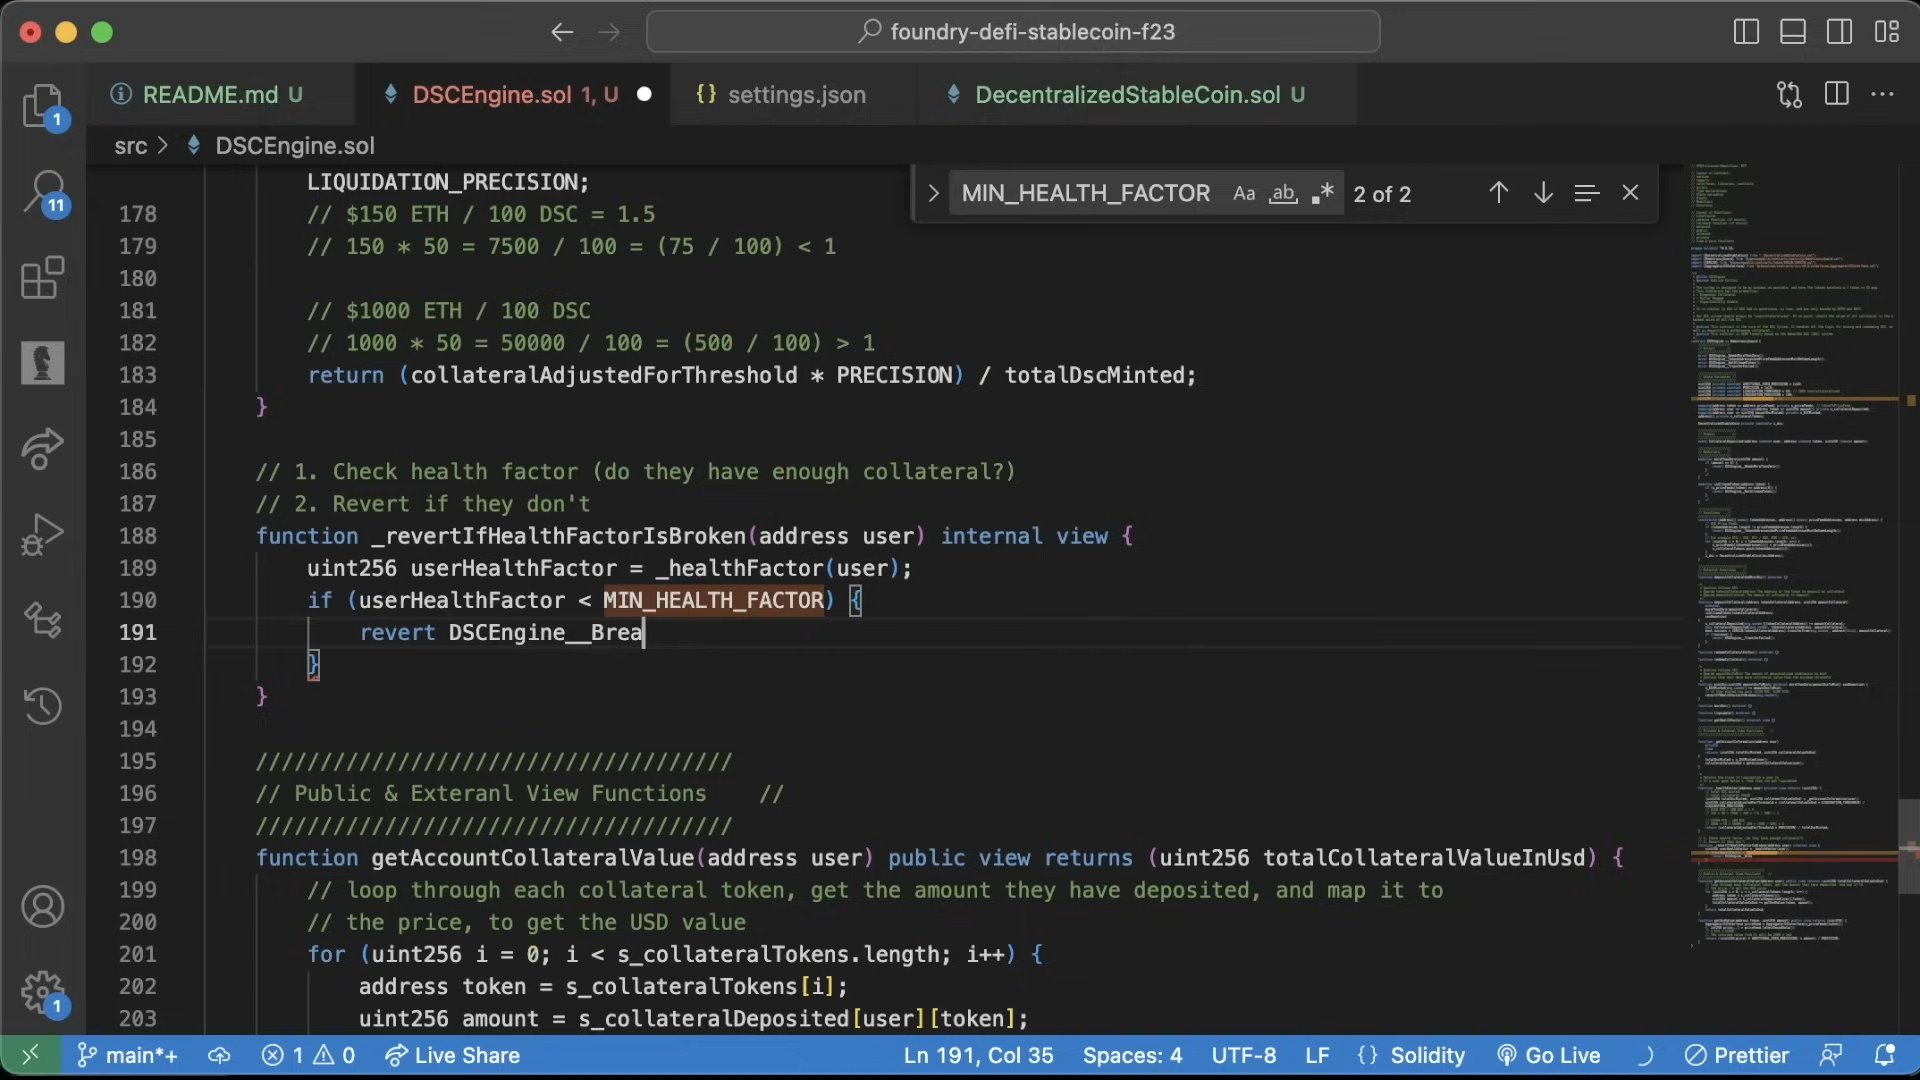 foundry-defi-stablecoin-f23
README.md U
DSCEngine.sol 1, U
{} settings.json
DecentralizedStableCoin.sol U
src > DSCEngine.sol
MIN_HEALTH_FACTOR Aa ab .* 2 of 2
LIQUIDATION_PRECISION;
178 // $150 ETH / 100 DSC = 1.5
179 // 150 * 50 = 7500 / 100 = (75 / 100) < 1
180
181 // $1000 ETH / 100 DSC
182 // 1000 * 50 = 50000 / 100 = (500 / 100) > 1
183 return (collateralAdjustedForThreshold * PRECISION) / totalDscMinted;
184 }
185
186 // 1. Check health factor (do they have enough collateral?)
187 // 2. Revert if they don't
188 function _revertIfHealthFactorIsBroken(address user) internal view {
189 uint256 userHealthFactor = _healthFactor(user);
190 if (userHealthFactor < MIN_HEALTH_FACTOR) {
191 revert DSCEngine__Brea
192 }
193 }
194
195 /////////////////////////////////////
196 // Public & Exteranl View Functions //
197 /////////////////////////////////////
198 function getAccountCollateralValue(address user) public view returns (uint256 totalCollateralValueInUsd) {
199 // loop through each collateral token, get the amount they have deposited, and map it to
200 // the price, to get the USD value
201 for (uint256 i = 0; i < s_collateralTokens.length; i++) {
202 address token = s_collateralTokens[i];
203 uint256 amount = s_collateralDeposited[user][token];
1
11
1
main*+ 1 0 Live Share Ln 191, Col 35 Spaces: 4 UTF-8 LF {} Solidity Go Live Prettier